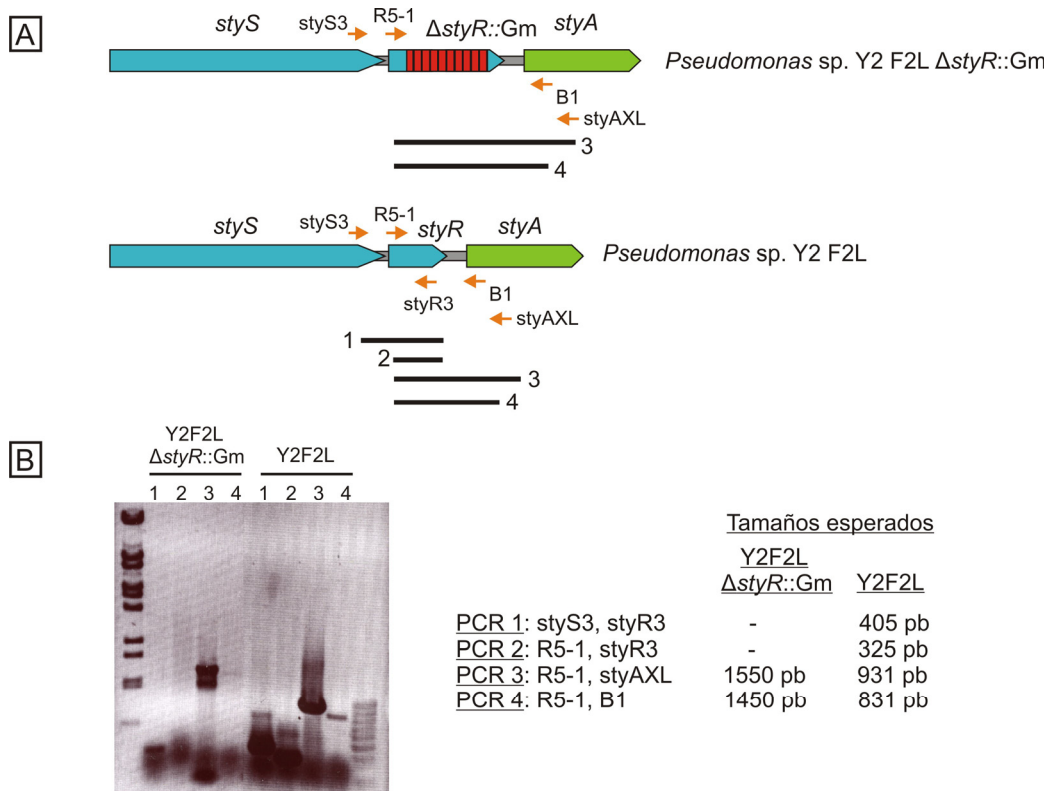 A
styS
styS3
R5-1
ΔstyR::Gm
styA
Pseudomonas sp. Y2 F2L ΔstyR::Gm
B1
styAXL
3
4
styS
styS3
R5-1
styR
styA
Pseudomonas sp. Y2 F2L
styR3
B1
styAXL
1
2
3
4
B
Y2F2L
ΔstyR::Gm
Y2F2L
1 2 3 4 1 2 3 4
Tamaños esperados
Y2F2L
ΔstyR::Gm Y2F2L
PCR 1: styS3, styR3 - 405 pb
PCR 2: R5-1, styR3 - 325 pb
PCR 3: R5-1, styAXL 1550 pb 931 pb
PCR 4: R5-1, B1 1450 pb 831 pb